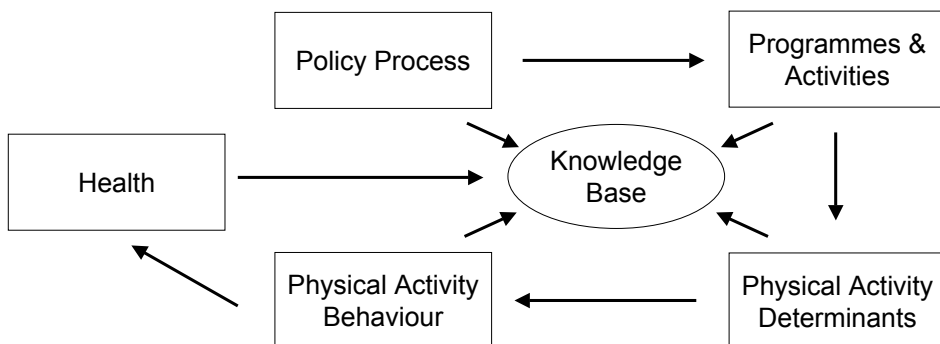 Policy Process
Programmes &
Activities
Health
Knowledge
Base
Physical Activity
Behaviour
Physical Activity
Determinants